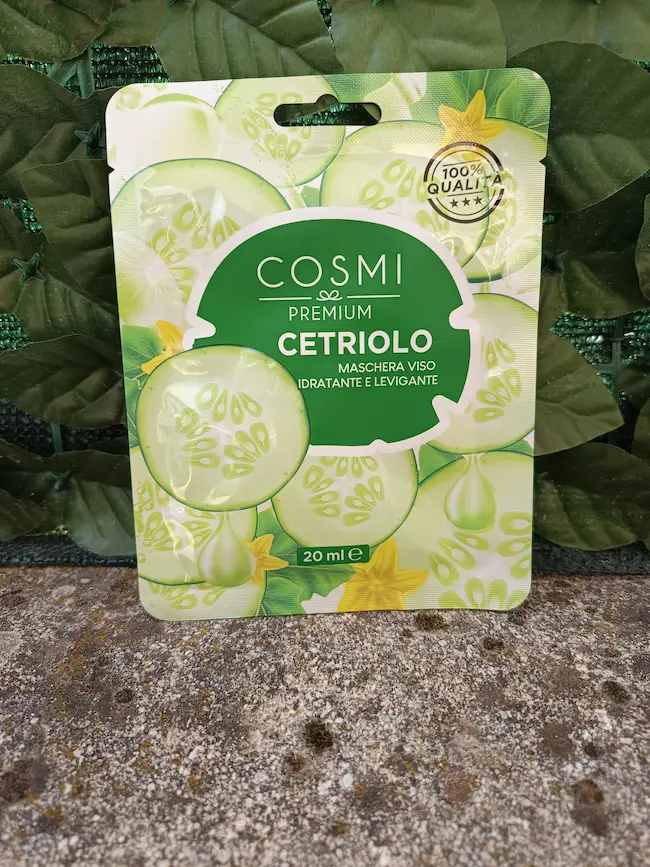 100%
QUALITÀ
COSMI
PREMIUM
CETRIOLO
MASCHERA VISO
IDRATANTE E LEVIGANTE
20 ml ℮